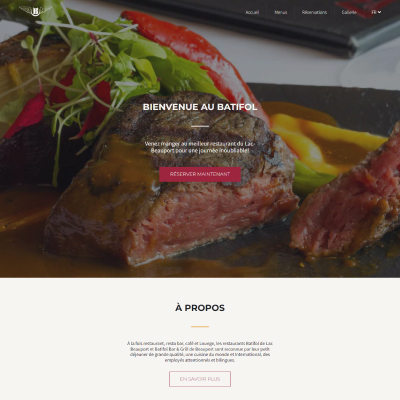 B
Accueil Menus Réservations Galerie FR
BIENVENUE AU BATIFOL
Venez manger au meilleur restaurant du Lac-
Beauport pour une journée inoubliable!
RÉSERVER MAINTENANT
À PROPOS
À la fois restaurant, resto bar, café et Lounge, les restaurants Batifol de Lac
Beauport et Batifol Bar & Grill de Beauport sont reconnus par leur petit
déjeuner de grande qualité, une cuisine du monde et international, des
employés attentionnés et bilingues.
EN SAVOIR PLUS